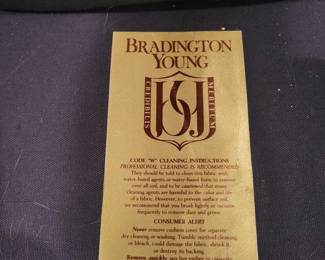 BRADINGTON
YOUNG
BY
CODE "W" CLEANING INSTRUCTIONS
PROFESSIONAL CLEANING IS RECOMMENDED
They should be told to clean this fabric with
water-based agents or water-based foam to remove
over all soil, and to be cautioned that many
cleaning agents are harmful to the color and life
of a fabric. However, to prevent surface soil,
we recommend that you brush lightly or vacuum
frequently to remove dust and grime.
CONSUMER ALERT
Never remove cushion cover for separate
dry cleaning or washing. Tumble method cleaning,
or bleach, could damage the fabric, shrink it
or destroy its backing.
Remove, quickly, any